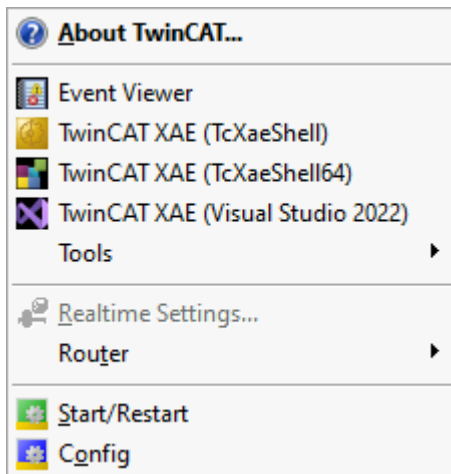 About TwinCAT...
Event Viewer
TwinCAT XAE (TcXaeShell)
TwinCAT XAE (TcXaeShell64)
TwinCAT XAE (Visual Studio 2022)
Tools
Realtime Settings...
Router
Start/Restart
Config